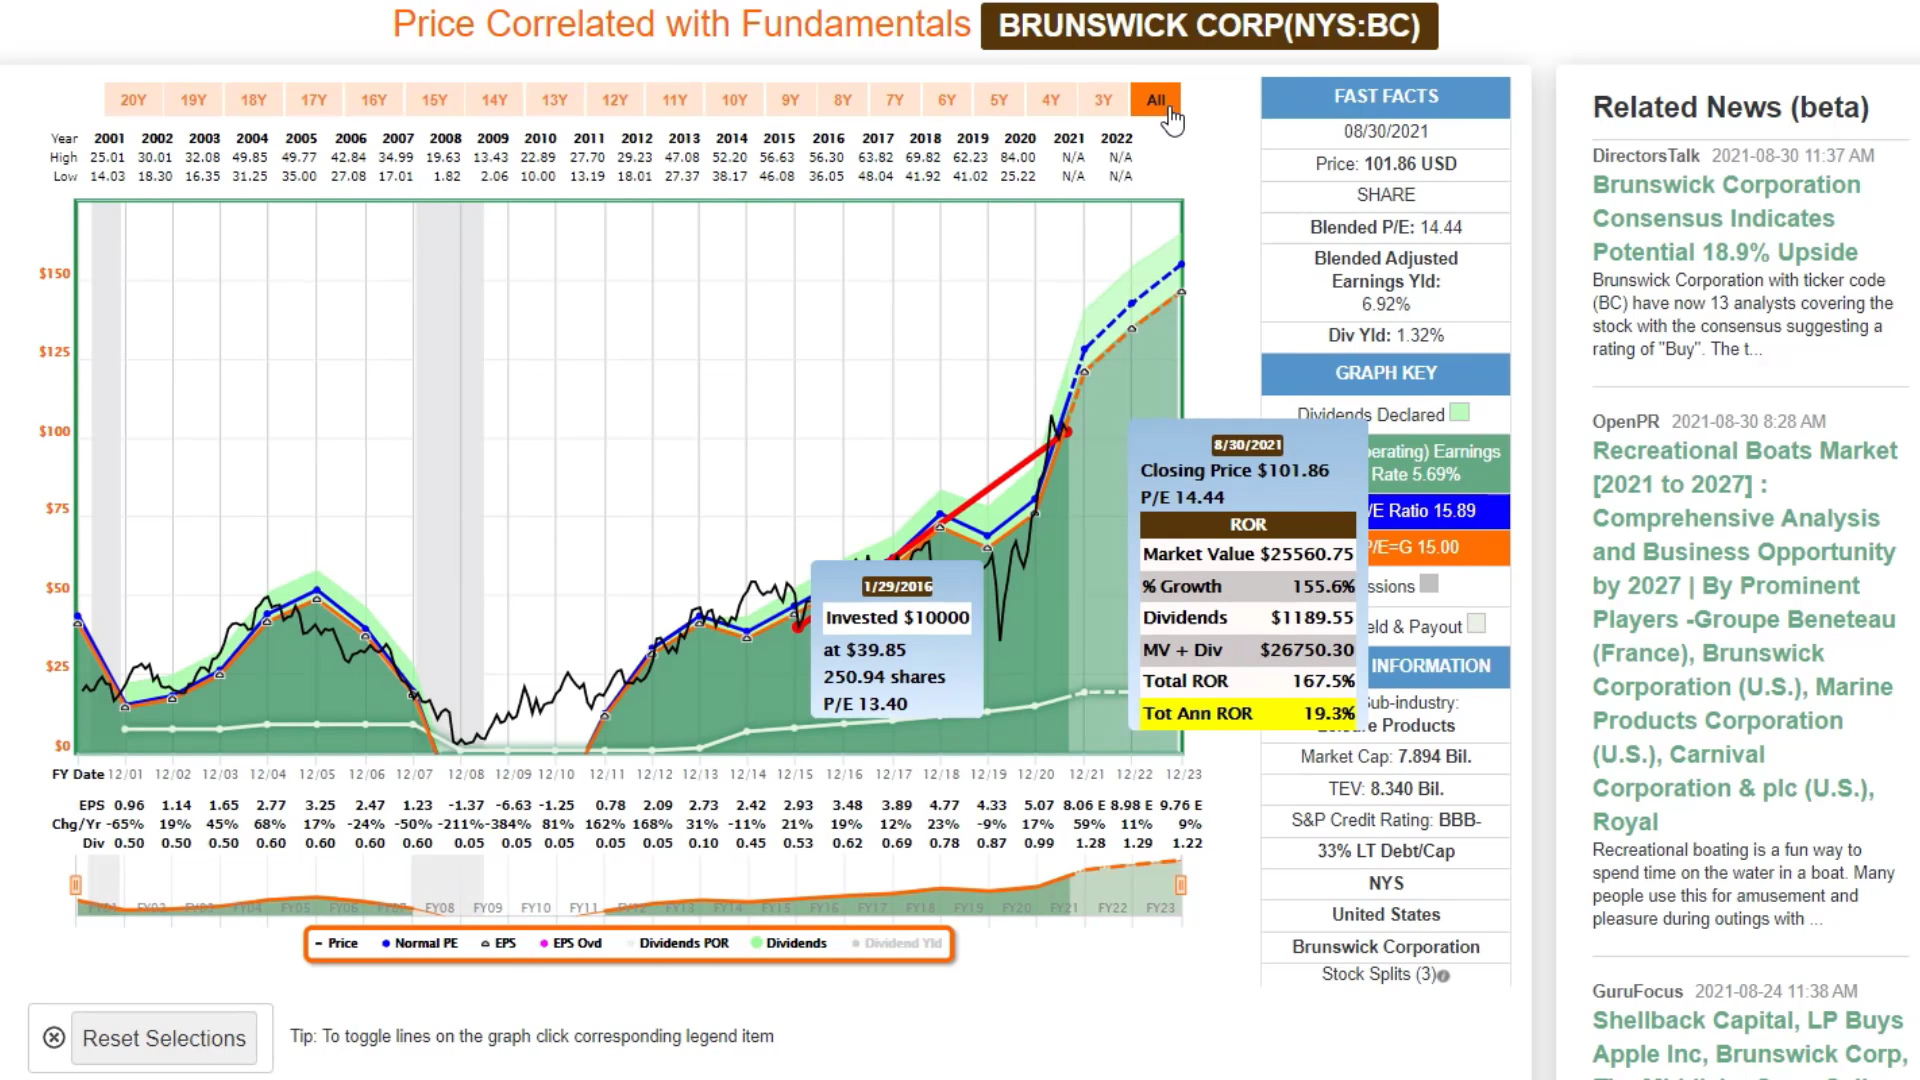 Price Correlated with Fundamentals BRUNSWICK CORP(NYS:BC)
20Y 19Y 18Y 17Y 16Y 15Y 14Y 13Y 12Y 11Y 10Y 9Y 8Y 7Y 6Y 5Y 4Y 3Y All
Year 2001 2002 2003 2004 2005 2006 2007 2008 2009 2010 2011 2012 2013 2014 2015 2016 2017 2018 2019 2020 2021 2022
High 25.01 30.01 32.08 49.85 49.77 42.84 34.99 19.63 13.43 22.89 27.70 29.23 47.08 52.20 56.63 56.30 63.82 69.82 62.23 84.00 N/A N/A
Low 14.03 18.30 16.35 31.25 35.00 27.08 17.01 1.82 2.06 10.00 13.19 18.01 27.37 38.17 46.08 36.05 48.04 41.92 41.02 25.22 N/A N/A
$150
$125
$100
$75
$50
$25
$0
1/29/2016
Invested $10000
at $39.85
250.94 shares
P/E 13.40
8/30/2021
Closing Price $101.86
P/E 14.44
ROR
Market Value $25560.75
% Growth 155.6%
Dividends $1189.55
MV + Div $26750.30
Total ROR 167.5%
Tot Ann ROR 19.3%
FY Date 12/01 12/02 12/03 12/04 12/05 12/06 12/07 12/08 12/09 12/10 12/11 12/12 12/13 12/14 12/15 12/16 12/17 12/18 12/19 12/20 12/21 12/22 12/23
EPS 0.96 1.14 1.65 2.77 3.25 2.47 1.23 -1.37 -6.63 -1.25 0.78 2.09 2.73 2.42 2.93 3.48 3.89 4.77 4.33 5.07 8.06 E 8.98 E 9.76 E
Chg/Yr -65% 19% 45% 68% 17% -24% -50% -211% -384% 81% 162% 168% 31% -11% 21% 19% 12% 23% -9% 17% 59% 11% 9%
Div 0.50 0.50 0.50 0.60 0.60 0.60 0.60 0.05 0.05 0.05 0.05 0.05 0.10 0.45 0.53 0.62 0.69 0.78 0.87 0.99 1.28 1.29 1.22
FY01 FY02 FY03 FY04 FY05 FY06 FY07 FY08 FY09 FY10 FY11 FY12 FY13 FY14 FY15 FY16 FY17 FY18 FY19 FY20 FY21 FY22 FY23
Price Normal PE EPS EPS Ovd Dividends POR Dividends Dividend Yld
Reset Selections
Tip: To toggle lines on the graph click corresponding legend item
FAST FACTS
08/30/2021
Price: 101.86 USD
SHARE
Blended P/E: 14.44
Blended Adjusted
Earnings Yld:
6.92%
Div Yld: 1.32%
GRAPH KEY
Dividends Declared
erating) Earnings
Rate 5.69%
/E Ratio 15.89
P/E=G 15.00
ssions
eld & Payout
INFORMATION
Sub-industry:
re Products
Market Cap: 7.894 Bil.
TEV: 8.340 Bil.
S&P Credit Rating: BBB-
33% LT Debt/Cap
NYS
United States
Brunswick Corporation
Stock Splits (3)
Related News (beta)
DirectorsTalk 2021-08-30 11:37 AM
Brunswick Corporation
Consensus Indicates
Potential 18.9% Upside
Brunswick Corporation with ticker code
(BC) have now 13 analysts covering the
stock with the consensus suggesting a
rating of "Buy". The t...
OpenPR 2021-08-30 8:28 AM
Recreational Boats Market
[2021 to 2027] :
Comprehensive Analysis
and Business Opportunity
by 2027 | By Prominent
Players -Groupe Beneteau
(France), Brunswick
Corporation (U.S.), Marine
Products Corporation
(U.S.), Carnival
Corporation & plc (U.S.),
Royal
Recreational boating is a fun way to
spend time on the water in a boat. Many
people use this for amusement and
pleasure during outings with ...
GuruFocus 2021-08-24 11:38 AM
Shellback Capital, LP Buys
Apple Inc, Brunswick Corp,